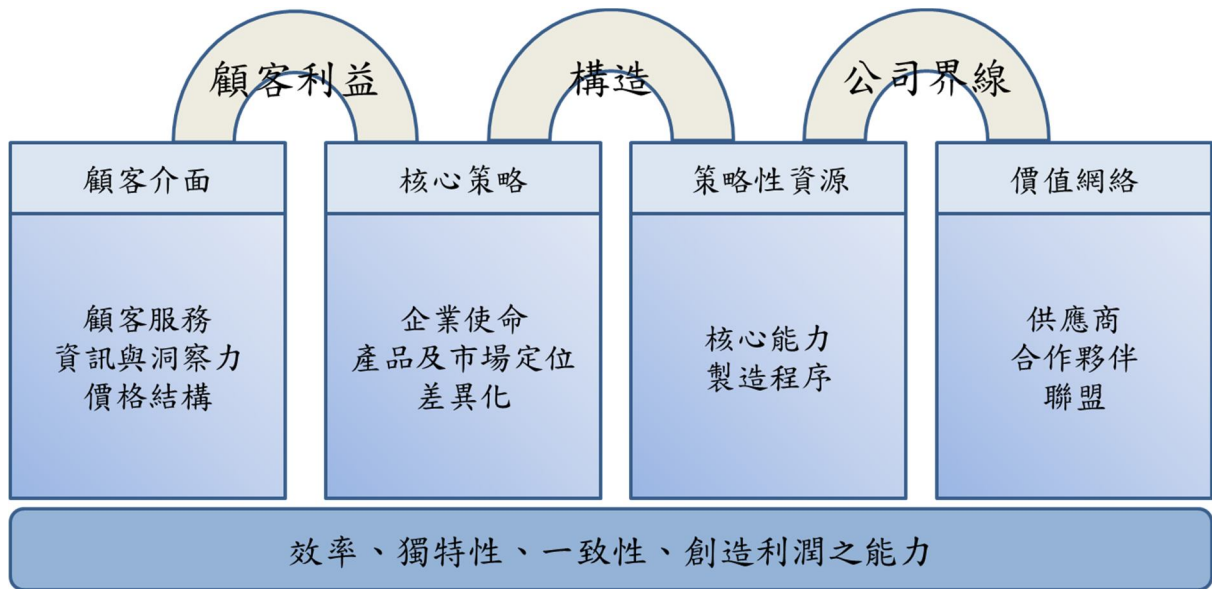 顧客利益
構造
公司界線
顧客介面
顧客服務
資訊與洞察力
價格結構
核心策略
企業使命
產品及市場定位
差異化
策略性資源
核心能力
製造程序
價值網絡
供應商
合作夥伴
聯盟
效率、獨特性、一致性、創造利潤之能力